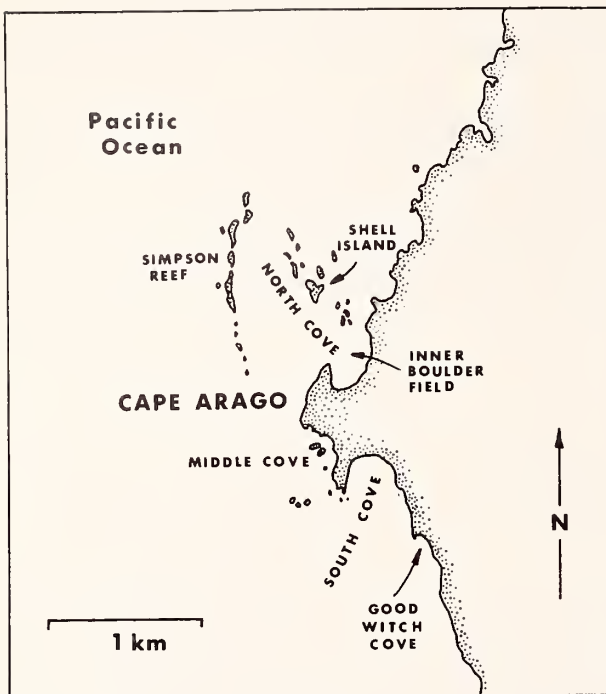 Pacific
Ocean
SHELL
ISLAND
SIMPSON
REEF
NORTH COVE
INNER
BOULDER
FIELD
CAPE ARAGO
MIDDLE COVE
SOUTH COVE
N
GOOD
WITCH
COVE
1 km